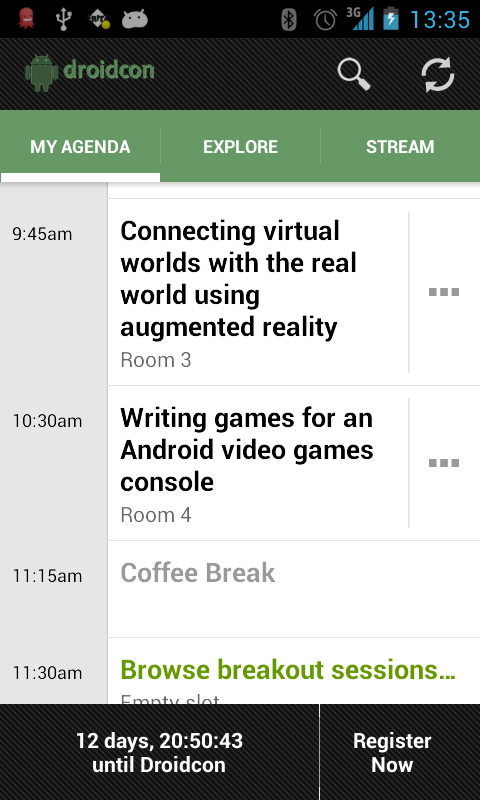 3G
13:35
droidcon
MY AGENDA
EXPLORE
STREAM
9:45am
Connecting virtual
worlds with the real
world using
augmented reality
Room 3
10:30am
Writing games for an
Android video games
console
Room 4
11:15am
Coffee Break
11:30am
Browse breakout sessions…
Empty slot
12 days, 20:50:43
until Droidcon
Register
Now